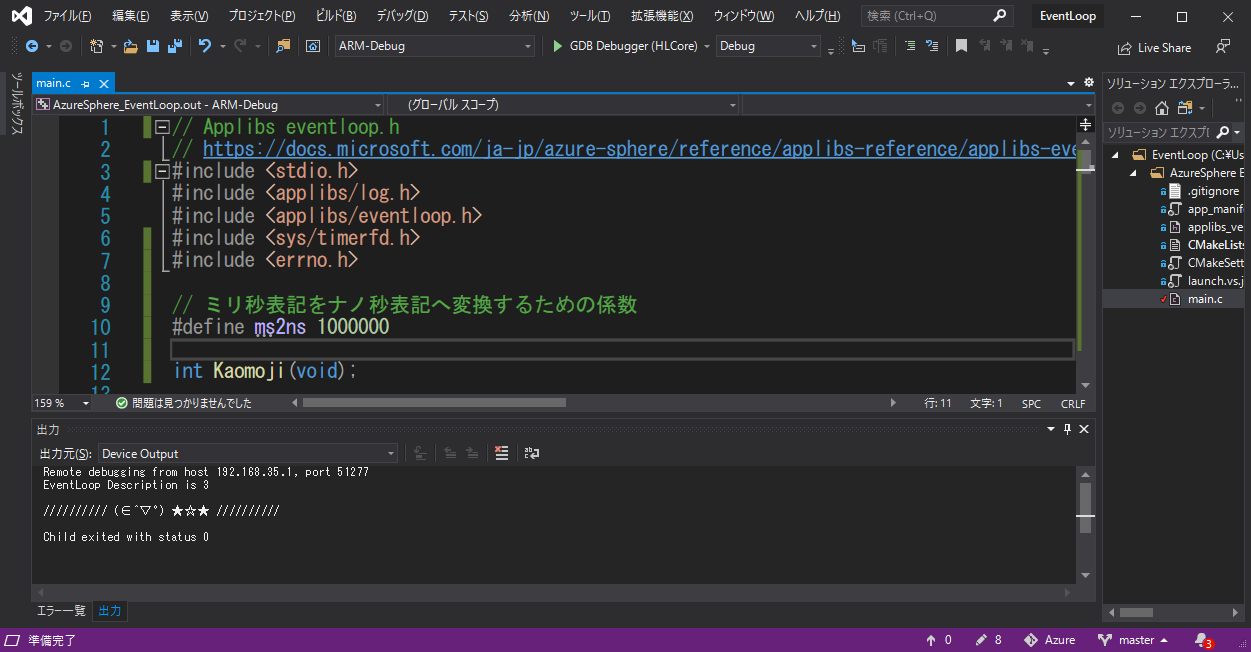 ファイル(F) 編集(E) 表示(V) プロジェクト(P) ビルド(B) デバッグ(D) テスト(S) 分析(N) ツール(T) 拡張機能(X) ウィンドウ(W) ヘルプ(H) 検索 (Ctrl+Q) EventLoop
ARM-Debug GDB Debugger (HLCore) Debug Live Share
ツールボックス
main.c
AzureSphere_EventLoop.out - ARM-Debug (グローバル スコープ)
1 // Applibs eventloop.h
2 // https://docs.microsoft.com/ja-jp/azure-sphere/reference/applibs-reference/applibs-eve
3 #include <stdio.h>
4 #include <applibs/log.h>
5 #include <applibs/eventloop.h>
6 #include <sys/timerfd.h>
7 #include <errno.h>
8
9 // ミリ秒表記をナノ秒表記へ変換するための係数
10 #define ms2ns 1000000
11
12 int Kaomoji(void);
159 % 問題は見つかりませんでした 行: 11 文字: 1 SPC CRLF
出力
出力元(S): Device Output
Remote debugging from host 192.168.35.1, port 51277
EventLoop Description is 3
////////// (∈^▽°) ★☆★ //////////
Child exited with status 0
エラー一覧 出力
ソリューション エクスプローラ...
ソリューション エクスプロ
EventLoop (C:¥Us
AzureSphere E
.gitignore
app_manif
applibs_ve
CMakeLists
CMakeSett
launch.vs.j
main.c
準備完了 0 8 Azure master 3